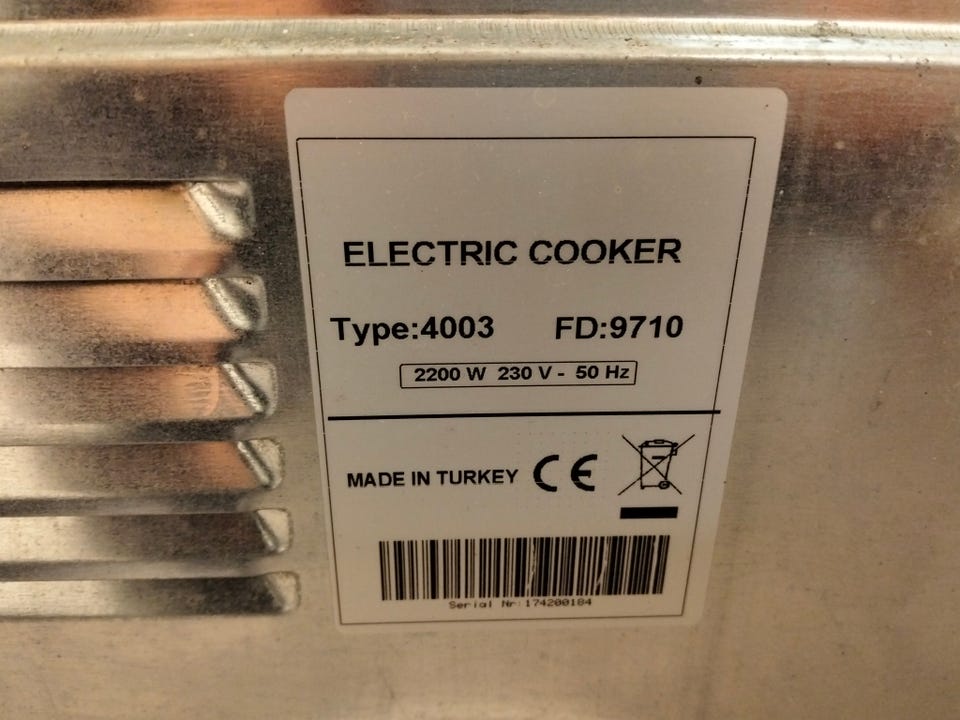 ELECTRIC COOKER
Type:4003 FD:9710
2200 W 230 V - 50 Hz
MADE IN TURKEY CE
Serial Nr:174200184